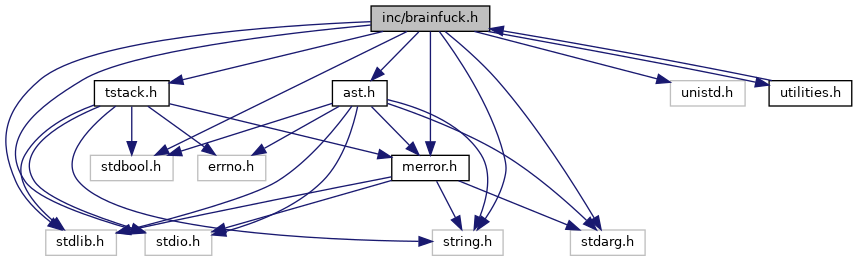 inc/brainfuck.h
tstack.h
ast.h
unistd.h
utilities.h
stdbool.h
errno.h
merror.h
stdlib.h
stdio.h
string.h
stdarg.h